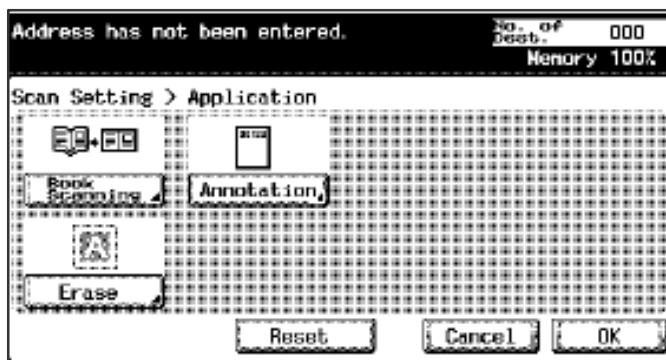 Address has not been entered.
No. of
Dest.
000
Memory 100%
Scan Setting > Application
Book
Scanning
Annotation
Erase
Reset
Cancel
OK